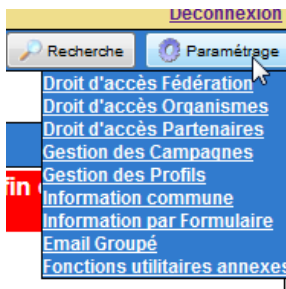 Déconnexion
Recherche
Paramétrage
Droit d'accès Fédération
Droit d'accès Organismes
Droit d'accès Partenaires
Gestion des Campagnes
Gestion des Profils
fin
Information commune
Information par Formulaire
Email Groupé
Fonctions utilitaires annexes